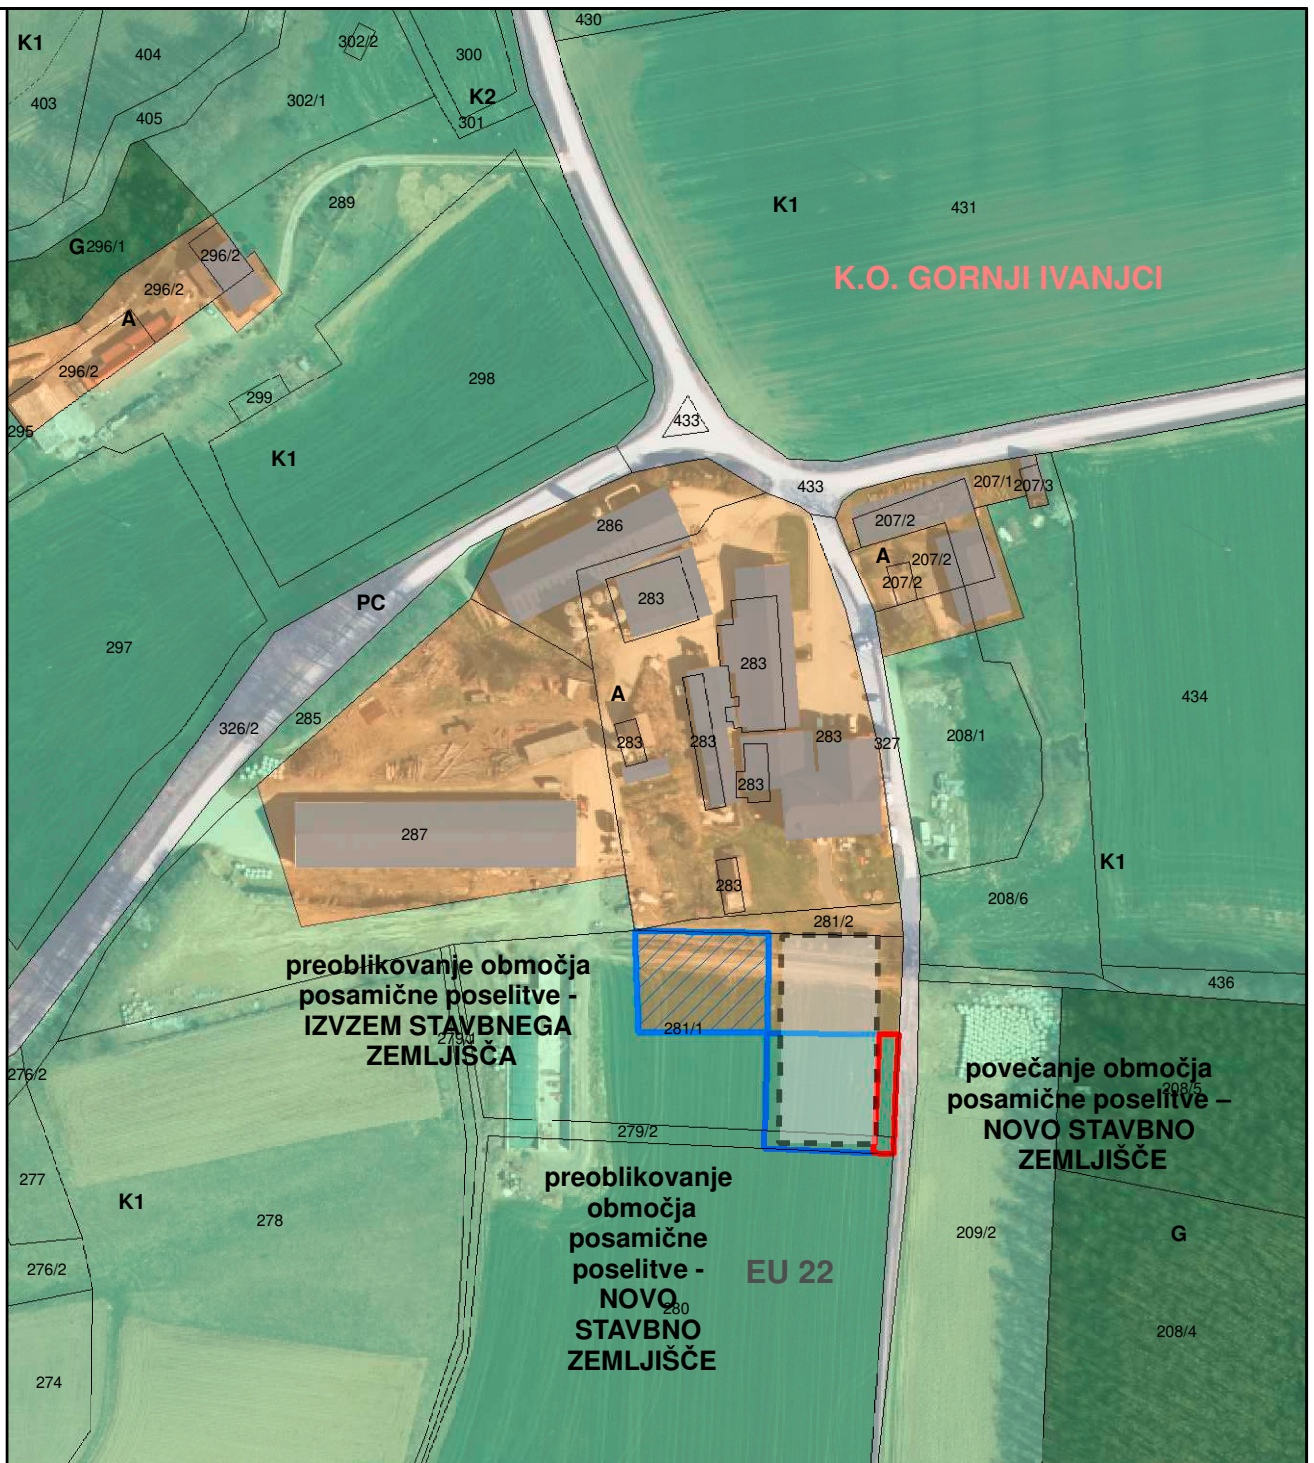 430
K1
404
302/2
300
K2
403
302/1
405
301
289
K1
431
G 296/1
296/2
K.O. GORNJI IVANJCI
296/2
A
296/2
298
299
295
433
K1
433
207/1
207/3
286
207/2
A
207/2
207/2
283
PC
297
283
A
434
326/2
285
283
283
283
327
208/1
283
287
K1
283
208/6
281/2
preoblikovanje območja
posamične poselitve -
IZVZEM STAVBNEGA
ZEMLJIŠČA
436
281/1
279/1
276/2
povečanje območja
posamične poselitve –
NOVO STAVBNO
ZEMLJIŠČE
208/5
279/2
preoblikovanje
območja
posamične
poselitve -
NOVO
STAVBNO
ZEMLJIŠČE
277
K1
278
209/2
G
276/2
EU 22
280
208/4
274